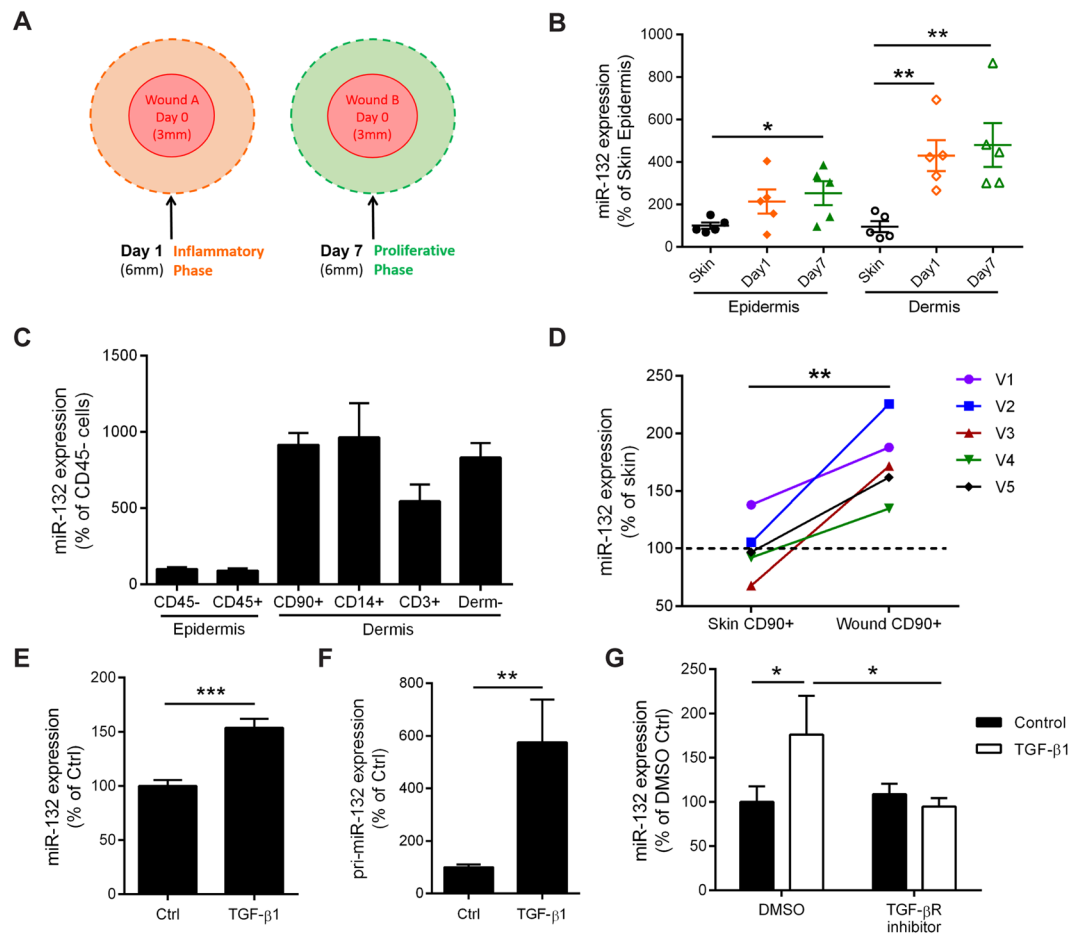 A
Wound A
Day 0
(3mm)
Wound B
Day 0
(3mm)
Day 1 Inflammatory
(6mm) Phase
Day 7 Proliferative
(6mm) Phase
B
miR-132 expression
(% of Skin Epidermis)
1000
800
600
400
200
0
*
**
**
Skin
Day1
Day7
Skin
Day1
Day7
Epidermis
Dermis
C
miR-132 expression
(% of CD45- cells)
1500
1000
500
0
CD45-
CD45+
CD90+
CD14+
CD3+
Derm-
Epidermis
Dermis
D
miR-132 expression
(% of skin)
250
200
150
100
50
**
Skin CD90+
Wound CD90+
V1
V2
V3
V4
V5
E
miR-132 expression
(% of Ctrl)
200
150
100
50
0
***
Ctrl
TGF-β1
F
pri-miR-132 expression
(% of Ctrl)
800
600
400
200
0
**
Ctrl
TGF-β1
G
miR-132 expression
(% of DMSO Ctrl)
250
200
150
100
50
0
*
*
DMSO
TGF-βR
inhibitor
Control
TGF-β1